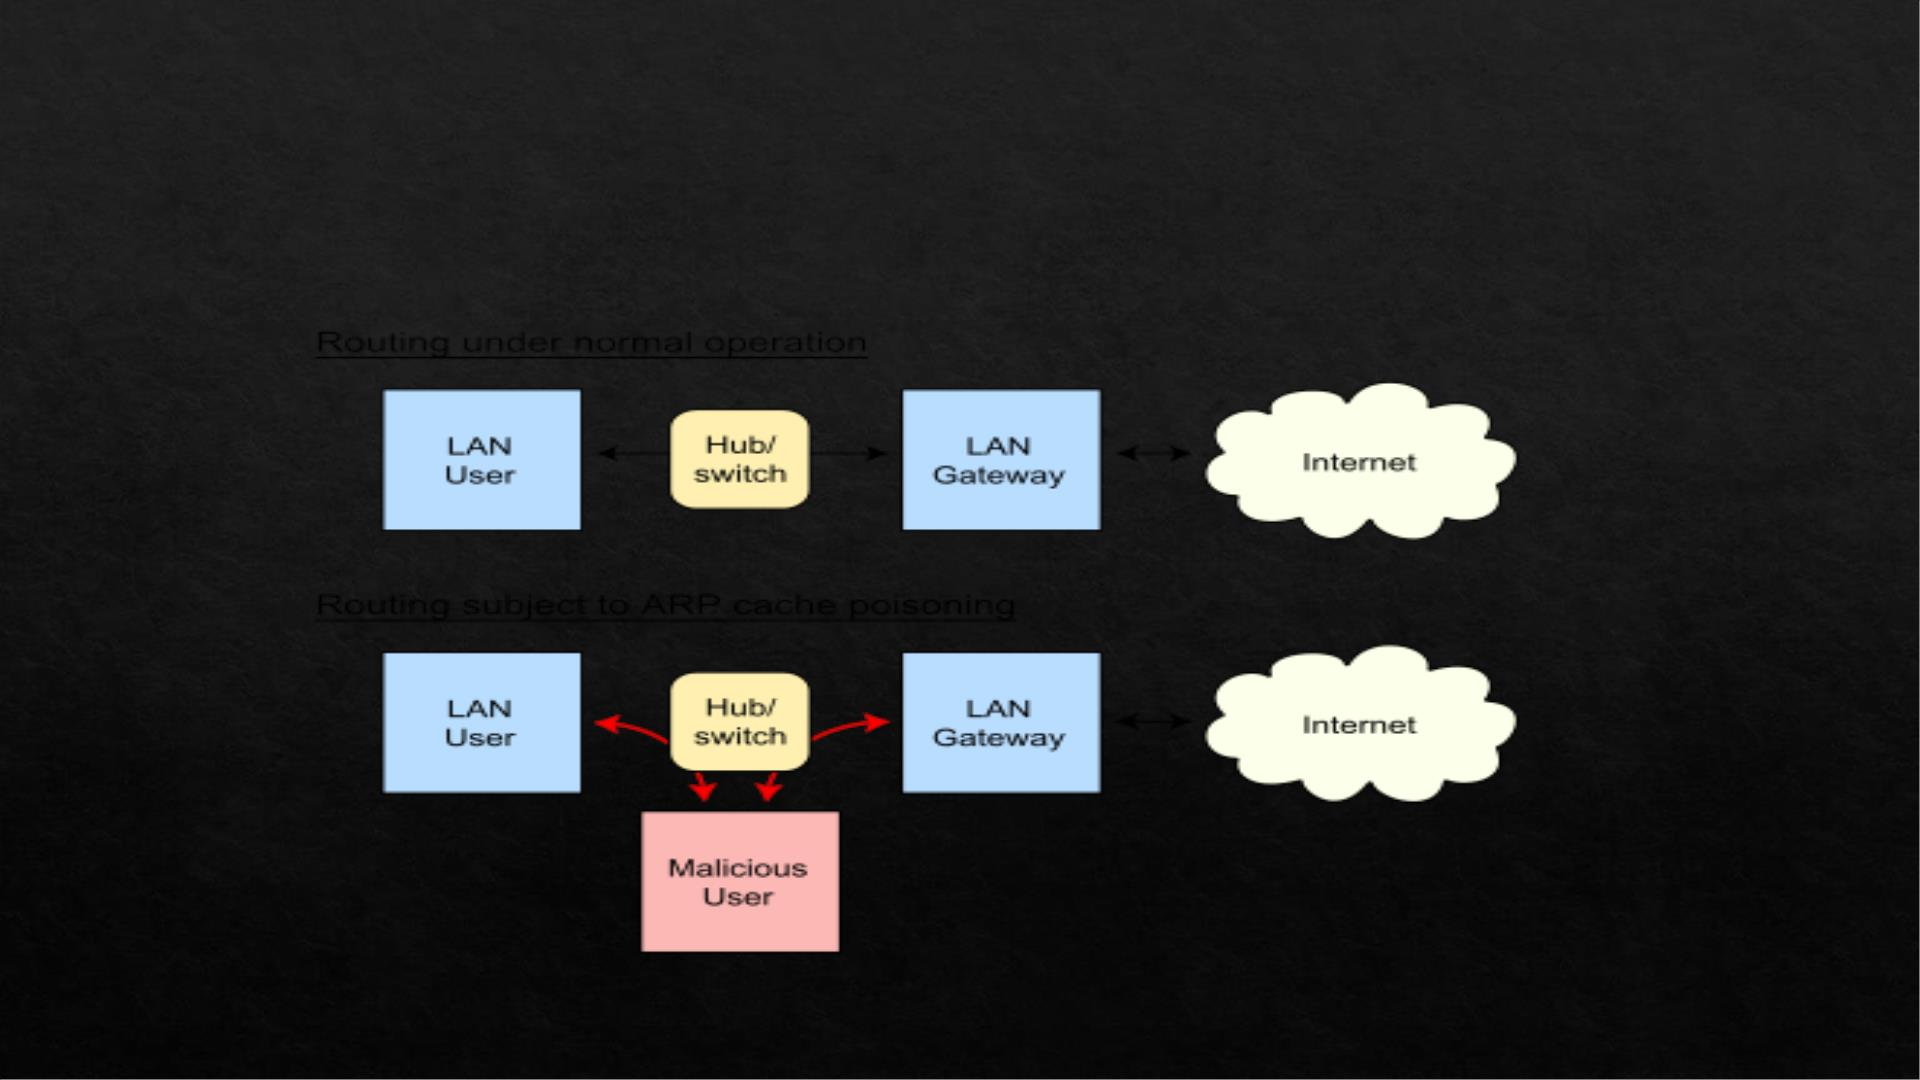 Routing under normal operation
LAN
User
Hub/
switch
LAN
Gateway
Internet
Routing subject to ARP cache poisoning
LAN
User
Hub/
switch
LAN
Gateway
Internet
Malicious
User